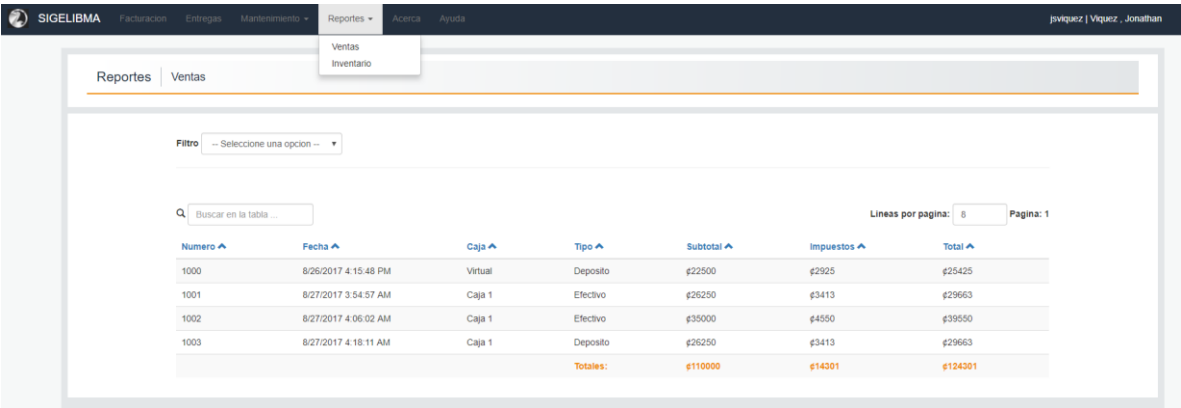 SIGELIBMA Facturacion Entregas Mantenimiento Reportes Acerca Ayuda jsviquez | Viquez , Jonathan
Ventas
Inventario
Reportes Ventas
Filtro -- Seleccione una opcion --
Buscar en la tabla ... Lineas por pagina: 8 Pagina: 1
Numero Fecha Caja Tipo Subtotal Impuestos Total
1000 8/26/2017 4:15:48 PM Virtual Deposito ¢22500 ¢2925 ¢25425
1001 8/27/2017 3:54:57 AM Caja 1 Efectivo ¢26250 ¢3413 ¢29663
1002 8/27/2017 4:06:02 AM Caja 1 Efectivo ¢35000 ¢4550 ¢39550
1003 8/27/2017 4:18:11 AM Caja 1 Deposito ¢26250 ¢3413 ¢29663
Totales: ¢110000 ¢14301 ¢124301